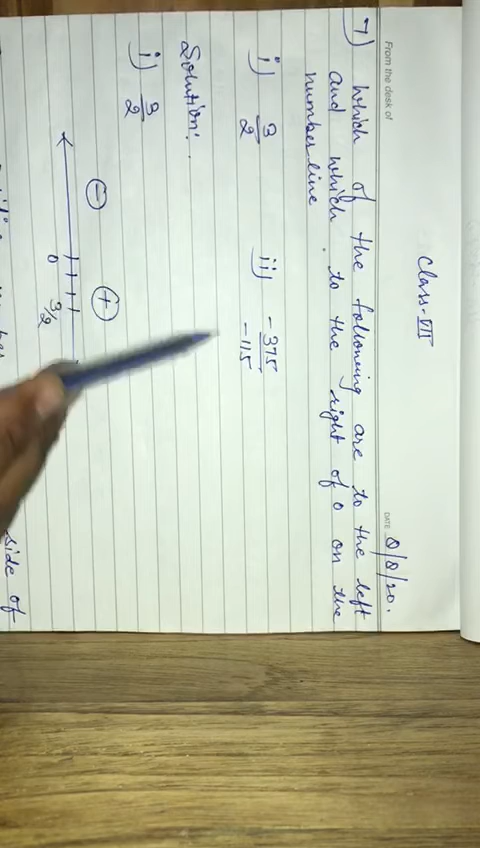 Class-VII
From the desk of
DATE 8/8/20.
7) Which of the following are to the left
and which . to the right of 0 on the
number line
i) 3/2 ii) -375/-115
Solution:
i) 3/2
- +
0 3/2
side of